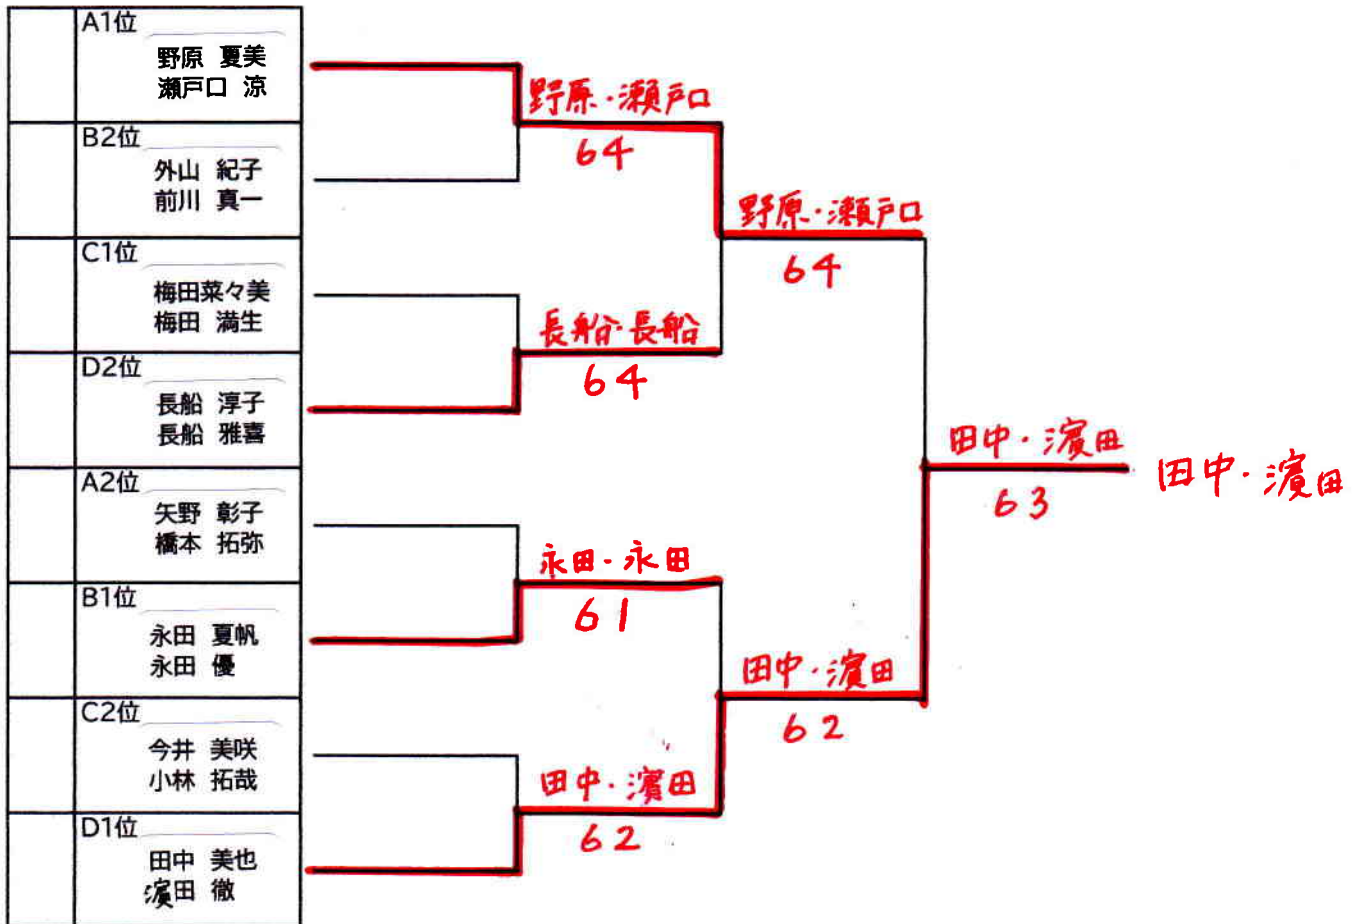 A1位
野原 夏美
瀬戸口 涼
B2位
外山 紀子
前川 真一
C1位
梅田菜々美
梅田 満生
D2位
長船 淳子
長船 雅喜
A2位
矢野 彰子
橋本 拓弥
B1位
永田 夏帆
永田 優
C2位
今井 美咲
小林 拓哉
D1位
田中 美也
濵田 徹
野原・瀬戸口
64
長船・長船
64
永田・永田
61
田中・濵田
62
野原・瀬戸口
64
田中・濵田
62
田中・濵田
63
田中・濵田